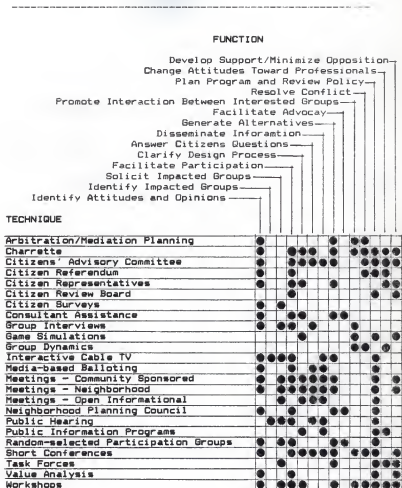 FUNCTION
Develop Support/Minimize Opposition
Change Attitudes Toward Professionals
Plan Program and Review Policy
Resolve Conflict
Promote Interaction Between Interested Groups
Facilitate Advocay
Generate Alternatives
Disseminate Inforamtion
Answer Citizens Questions
Clarify Design Process
Facilitate Participation
Solicit Impacted Groups
Identify Impacted Groups
Identify Attitudes and Opinions
TECHNIQUE
Arbitration/Mediation Planning
Charrette
Citizens' Advisory Committee
Citizen Referendum
Citizen Representatives
Citizen Review Board
Citizen Surveys
Consultant Assistance
Group Interviews
Game Simulations
Group Dynamics
Interactive Cable TV
Media-based Balloting
Meetings - Community Sponsored
Meetings - Neighborhood
Meetings - Open Informational
Neighborhood Planning Council
Public Hearing
Public Information Programs
Random-selected Participation Groups
Short Conferences
Task Forces
Value Analysis
Workshops